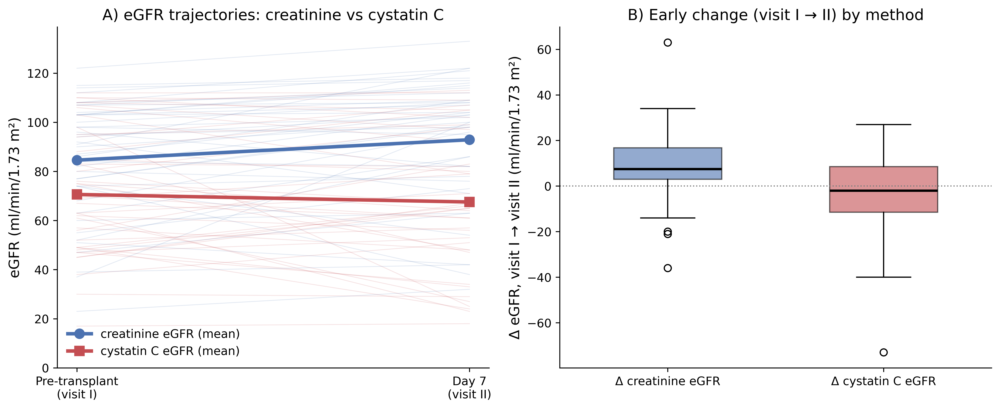 A) eGFR trajectories: creatinine vs cystatin C
eGFR (ml/min/1.73 m²)
120
100
80
60
40
20
0
creatinine eGFR (mean)
cystatin C eGFR (mean)
Pre-transplant
(visit I)
Day 7
(visit II)
B) Early change (visit I → II) by method
Δ eGFR, visit I → visit II (ml/min/1.73 m²)
60
40
20
0
−20
−40
−60
Δ creatinine eGFR
Δ cystatin C eGFR